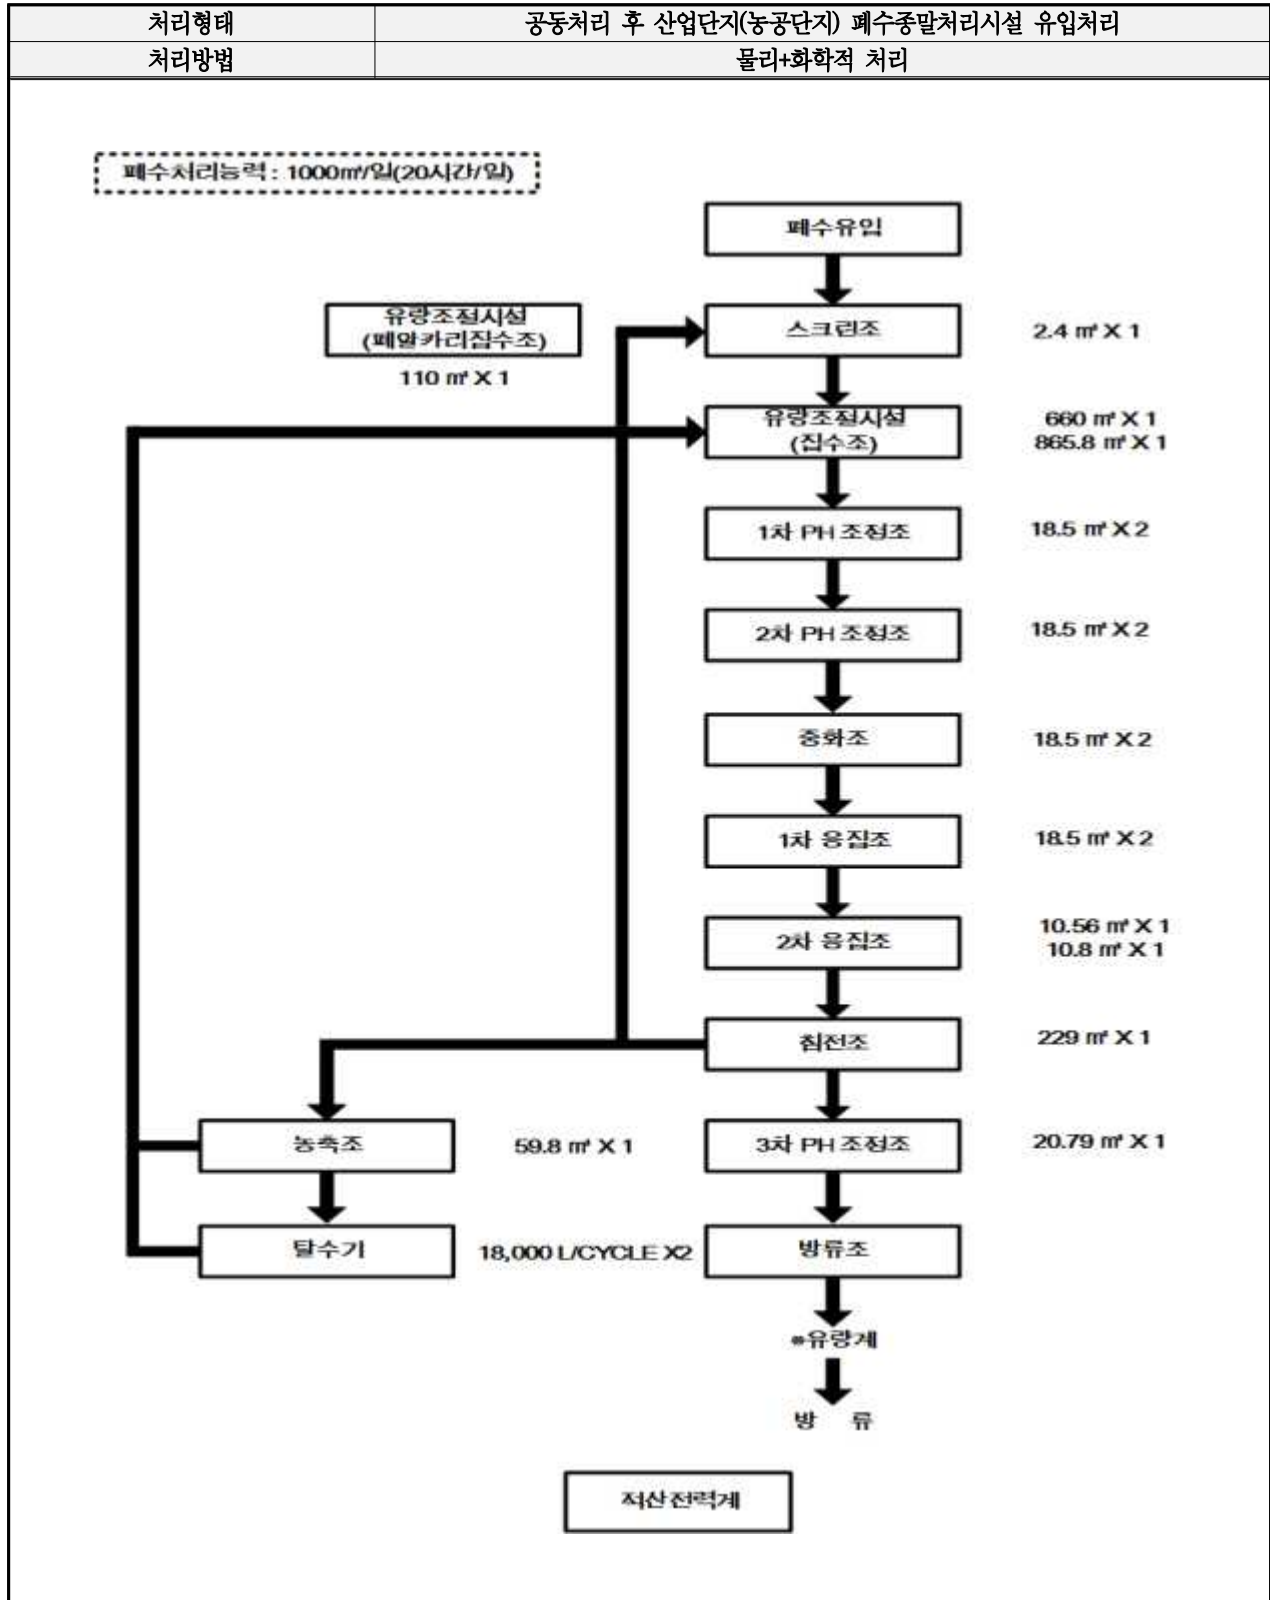 처리형태 공동처리 후 산업단지(농공단지) 폐수종말처리시설 유입처리
처리방법 물리+화학적 처리
폐수처리능력 : 1000㎥/일(20시간/일)
폐수유입
유량조절시설
(폐알카리집수조)
110 ㎥ X 1
스크린조 2.4 ㎥ X 1
유량조절시설
(집수조)
660 ㎥ X 1
865.8 ㎥ X 1
1차 PH 조정조 18.5 ㎥ X 2
2차 PH 조정조 18.5 ㎥ X 2
중화조 18.5 ㎥ X 2
1차 응집조 18.5 ㎥ X 2
2차 응집조
10.56 ㎥ X 1
10.8 ㎥ X 1
침전조 229 ㎥ X 1
농축조 59.8 ㎥ X 1
3차 PH 조정조 20.79 ㎥ X 1
탈수기 18,000 L/CYCLE X2
방류조
*유량계
방 류
적산전력계